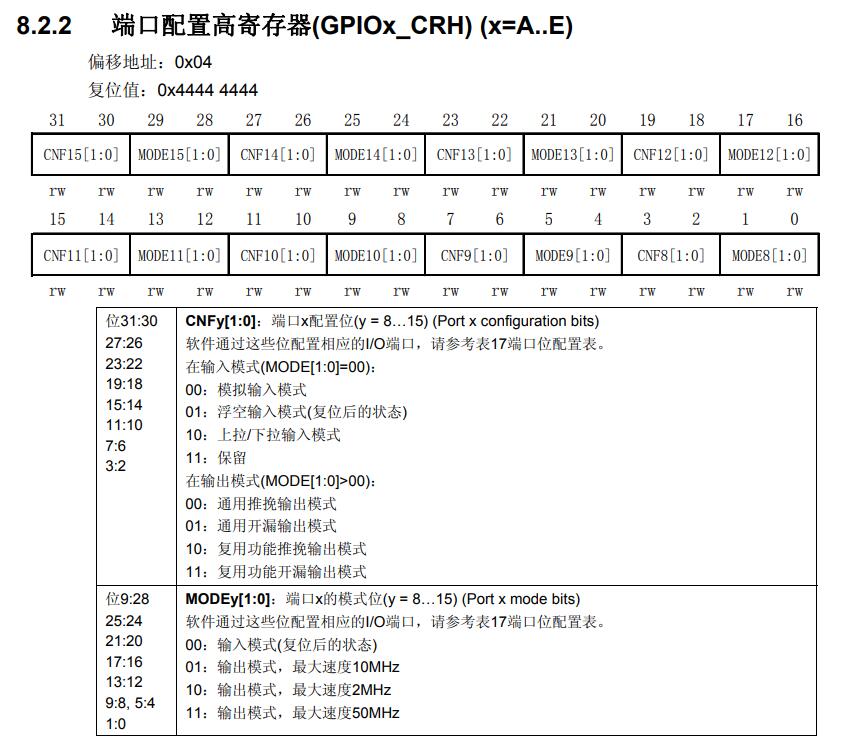 8.2.2 端口配置高寄存器(GPIOx_CRH) (x=A..E)
偏移地址：0x04
复位值：0x4444 4444
31 30 29 28 27 26 25 24 23 22 21 20 19 18 17 16
CNF15[1:0] MODE15[1:0] CNF14[1:0] MODE14[1:0] CNF13[1:0] MODE13[1:0] CNF12[1:0] MODE12[1:0]
rw rw rw rw rw rw rw rw rw rw rw rw rw rw rw rw
15 14 13 12 11 10 9 8 7 6 5 4 3 2 1 0
CNF11[1:0] MODE11[1:0] CNF10[1:0] MODE10[1:0] CNF9[1:0] MODE9[1:0] CNF8[1:0] MODE8[1:0]
rw rw rw rw rw rw rw rw rw rw rw rw rw rw rw rw
位31:30
27:26
23:22
19:18
15:14
11:10
7:6
3:2
CNFy[1:0]：端口x配置位(y = 8…15) (Port x configuration bits)
软件通过这些位配置相应的I/O端口，请参考表17端口位配置表。
在输入模式(MODE[1:0]=00)：
00：模拟输入模式
01：浮空输入模式(复位后的状态)
10：上拉/下拉输入模式
11：保留
在输出模式(MODE[1:0]>00)：
00：通用推挽输出模式
01：通用开漏输出模式
10：复用功能推挽输出模式
11：复用功能开漏输出模式
位9:28
25:24
21:20
17:16
13:12
9:8, 5:4
1:0
MODEy[1:0]：端口x的模式位(y = 8…15) (Port x mode bits)
软件通过这些位配置相应的I/O端口，请参考表17端口位配置表。
00：输入模式(复位后的状态)
01：输出模式，最大速度10MHz
10：输出模式，最大速度2MHz
11：输出模式，最大速度50MHz